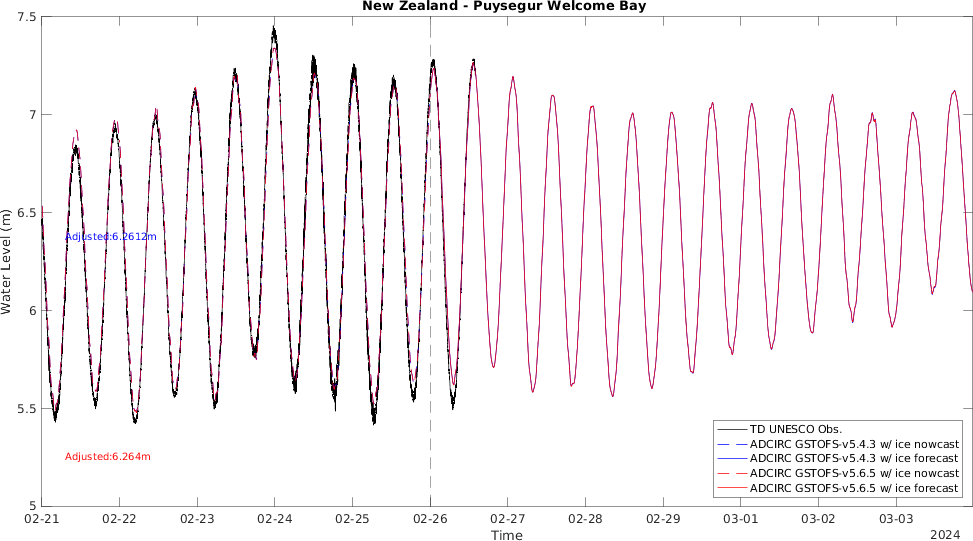 New Zealand - Puysegur Welcome Bay
7.5
7
6.5
6
5.5
5
Water Level (m)
Adjusted:6.2612m
Adjusted:6.264m
TD UNESCO Obs.
ADCIRC GSTOFS-v5.4.3 w/ ice nowcast
ADCIRC GSTOFS-v5.4.3 w/ ice forecast
ADCIRC GSTOFS-v5.6.5 w/ ice nowcast
ADCIRC GSTOFS-v5.6.5 w/ ice forecast
02-21 02-22 02-23 02-24 02-25 02-26 02-27 02-28 02-29 03-01 03-02 03-03
Time
2024